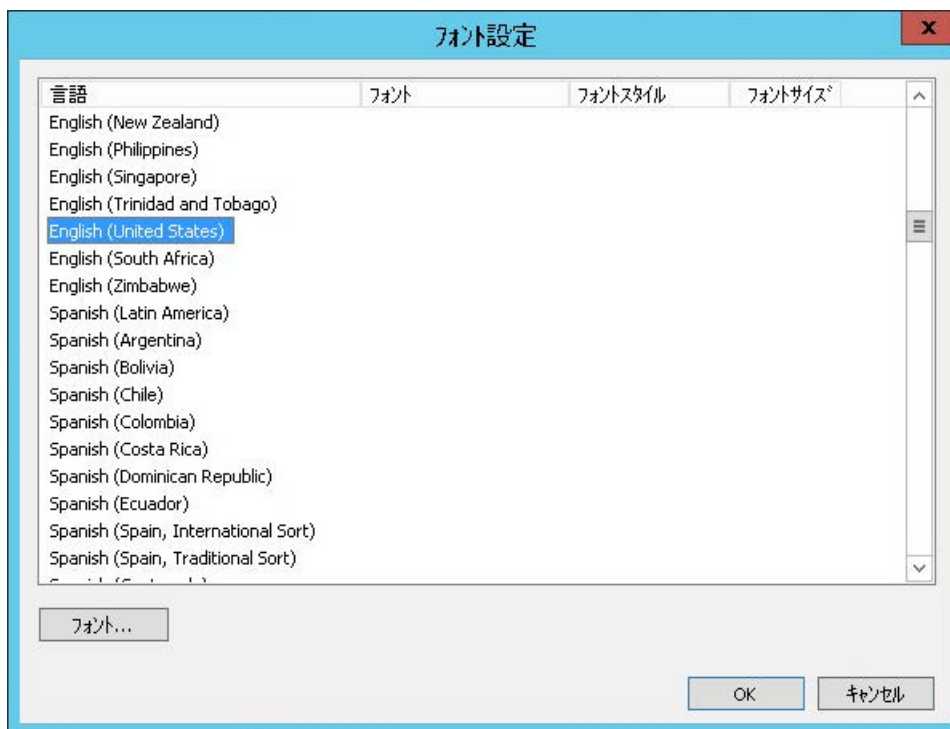 フォント設定
言語 フォント フォントスタイル フォントサイズ
English (New Zealand)
English (Philippines)
English (Singapore)
English (Trinidad and Tobago)
English (United States)
English (South Africa)
English (Zimbabwe)
Spanish (Latin America)
Spanish (Argentina)
Spanish (Bolivia)
Spanish (Chile)
Spanish (Colombia)
Spanish (Costa Rica)
Spanish (Dominican Republic)
Spanish (Ecuador)
Spanish (Spain, International Sort)
Spanish (Spain, Traditional Sort)
フォント...
OK キャンセル